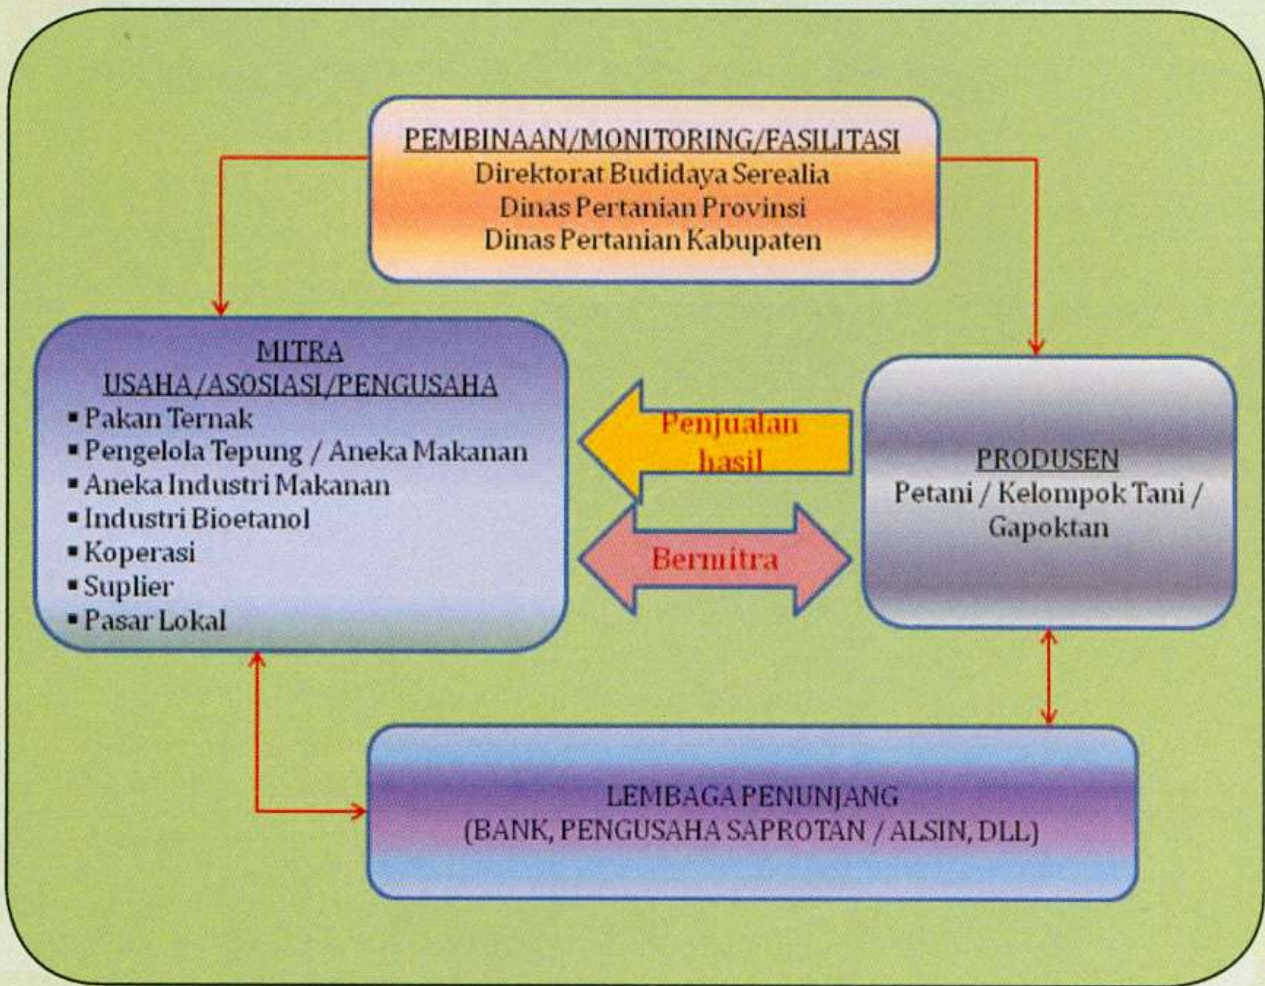 PEMBINAAN/MONITORING/FASILITASI
Direktorat Budidaya Serealia
Dinas Pertanian Provinsi
Dinas Pertanian Kabupaten
MITRA
USAHA/ASOSIASI/PENGUSAHA
▪ Pakan Ternak
▪ Pengelola Tepung / Aneka Makanan
▪ Aneka Industri Makanan
▪ Industri Bioetanol
▪ Koperasi
▪ Suplier
▪ Pasar Lokal
Penjualan
hasil
Bermitra
PRODUSEN
Petani / Kelompok Tani /
Gapoktan
LEMBAGA PENUNJANG
(BANK, PENGUSAHA SAPROTAN / ALSIN, DLL)